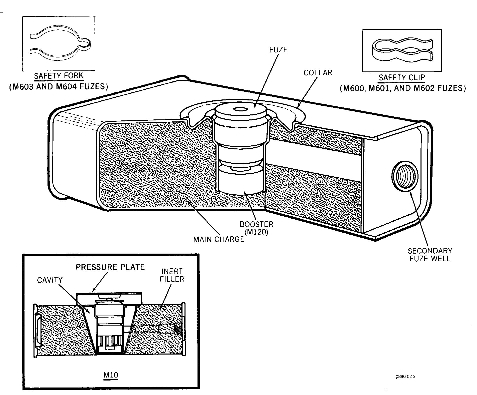 SAFETY FORK
(M603 AND M604 FUZES)
FUZE
COLLAR
SAFETY CLIP
(M600, M601, AND M602 FUZES)
BOOSTER
(M120)
MAIN CHARGE
SECONDARY
FUZE WELL
PRESSURE PLATE
CAVITY
INERT
FILLER
M10